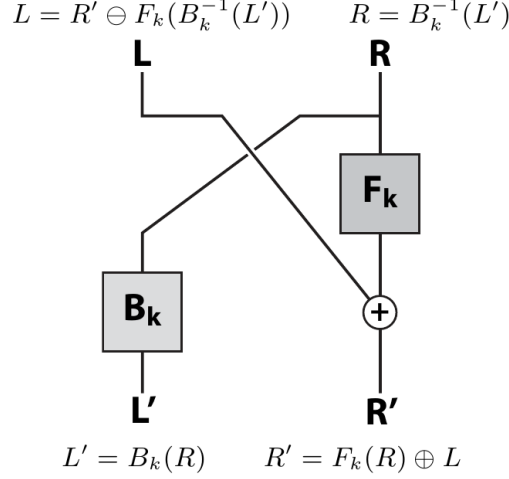 L = R′ ⊖ F_k(B_k^{-1}(L′)) R = B_k^{-1}(L′)
L R
F_k
+
B_k
L′ R′
L′ = B_k(R) R′ = F_k(R) ⊕ L